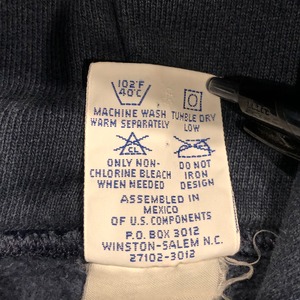 102°F
40°C
MACHINE WASH TUMBLE DRY
WARM SEPARATELY LOW
CL
ONLY NON- DO NOT
CHLORINE BLEACH IRON
WHEN NEEDED DESIGN
ASSEMBLED IN
MEXICO
OF U.S. COMPONENTS
P.O. BOX 3012
WINSTON-SALEM N.C.
27102-3012